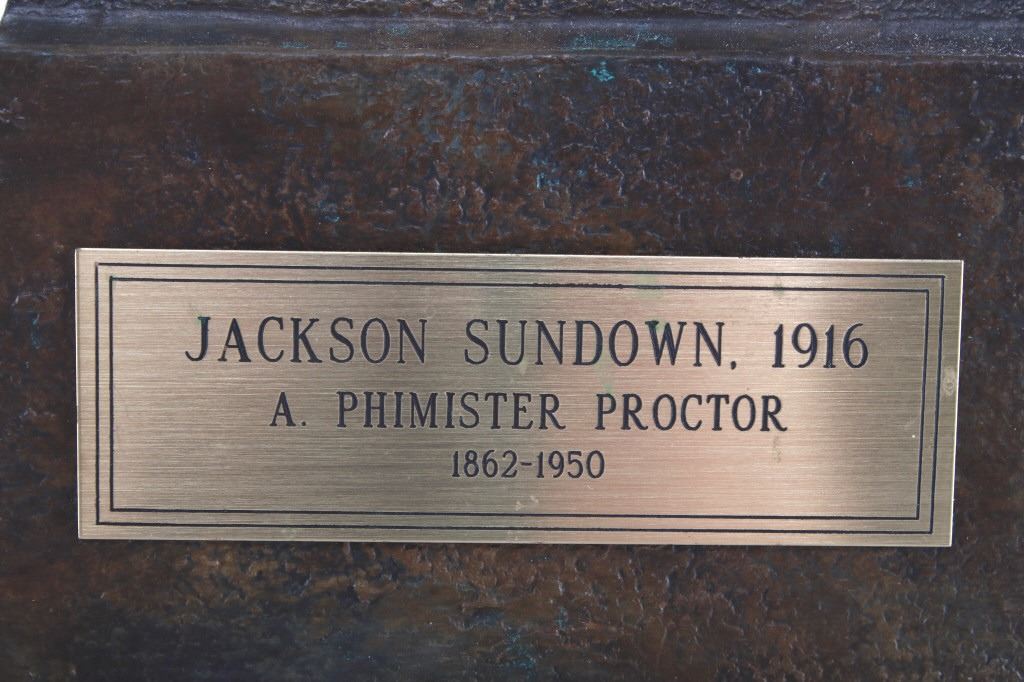 JACKSON SUNDOWN, 1916
A. PHIMISTER PROCTOR
1862-1950